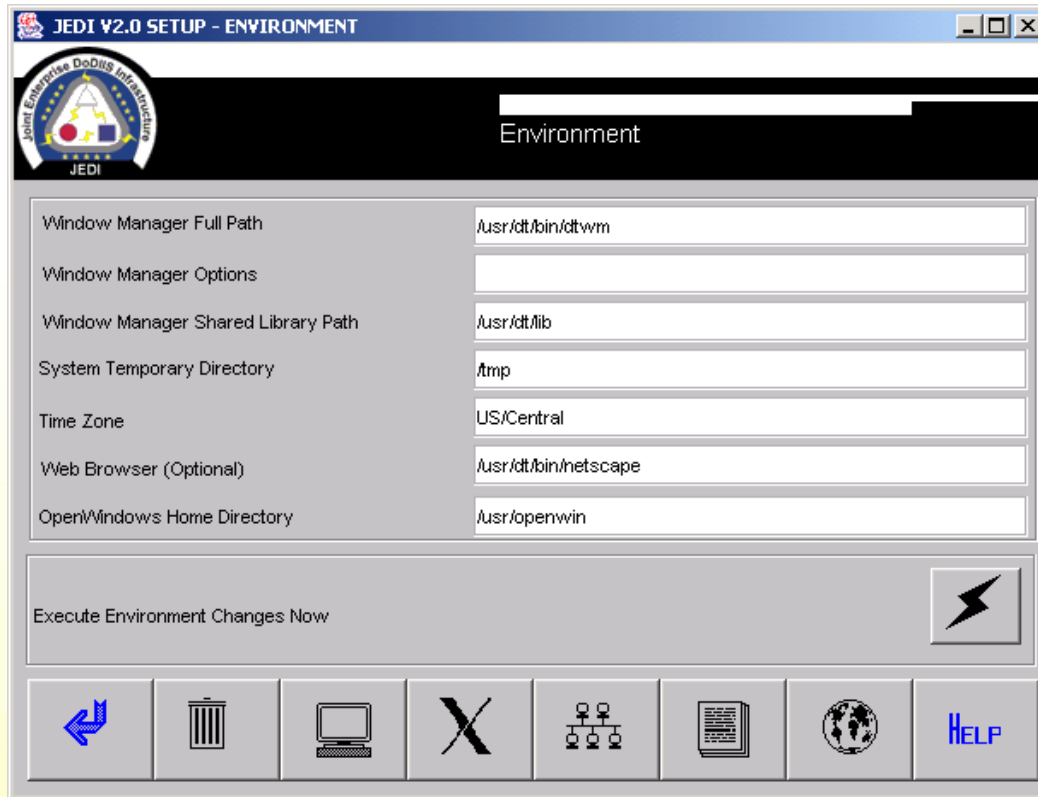 JEDI V2.0 SETUP - ENVIRONMENT
Joint Enterprise DoDIIS Infrastructure
JEDI
Environment
Window Manager Full Path /usr/dt/bin/dtwm
Window Manager Options
Window Manager Shared Library Path /usr/dt/lib
System Temporary Directory /tmp
Time Zone US/Central
Web Browser (Optional) /usr/dt/bin/netscape
OpenWindows Home Directory /usr/openwin
Execute Environment Changes Now
HELP